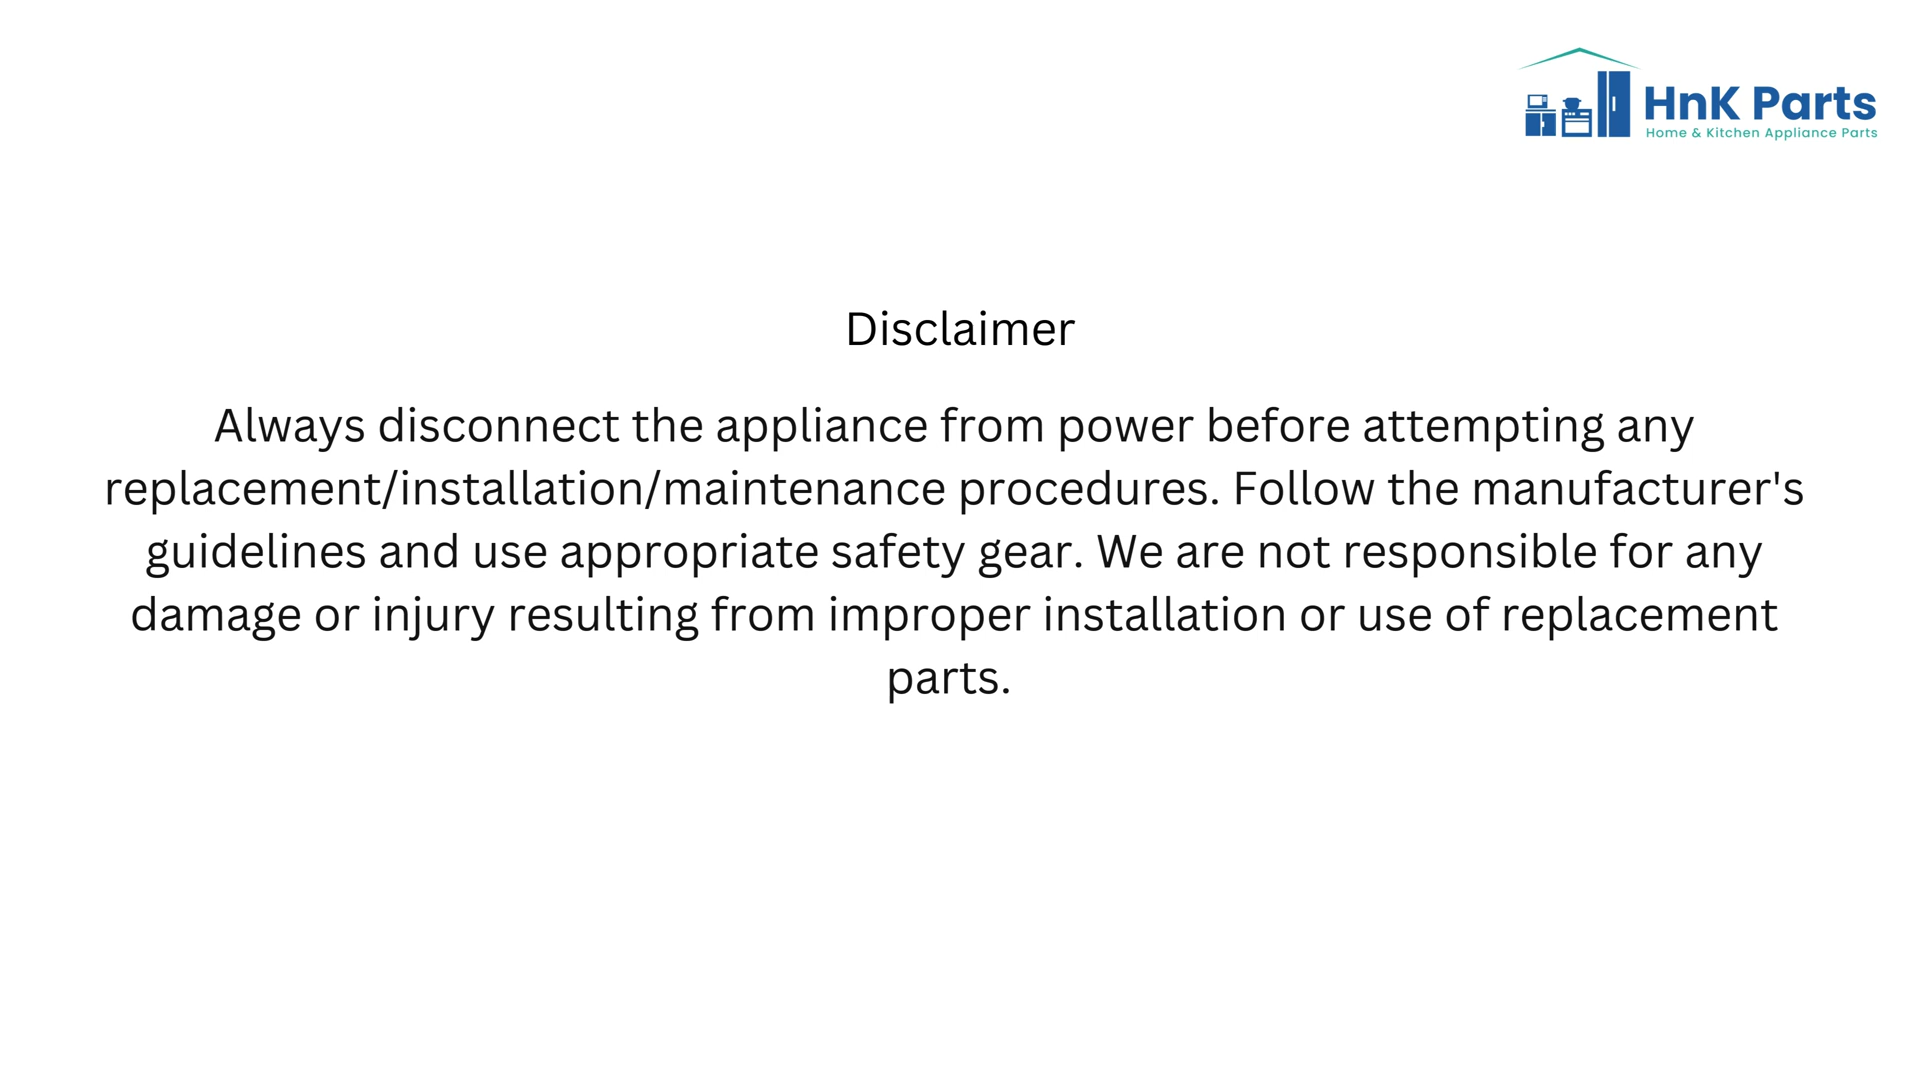 HnK Parts
Home & Kitchen Appliance Parts
Disclaimer
Always disconnect the appliance from power before attempting any
replacement/installation/maintenance procedures. Follow the manufacturer's
guidelines and use appropriate safety gear. We are not responsible for any
damage or injury resulting from improper installation or use of replacement
parts.